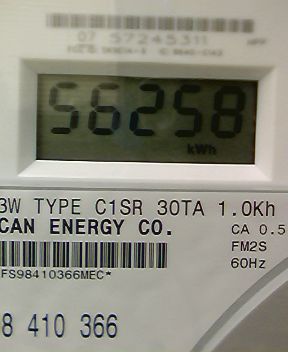 07 57245311
56258
kWh
3W TYPE C1SR 30TA 1.0Kh
CAN ENERGY CO.
CA 0.5
FM2S
60Hz
FS98410366MEC*
8 410 366